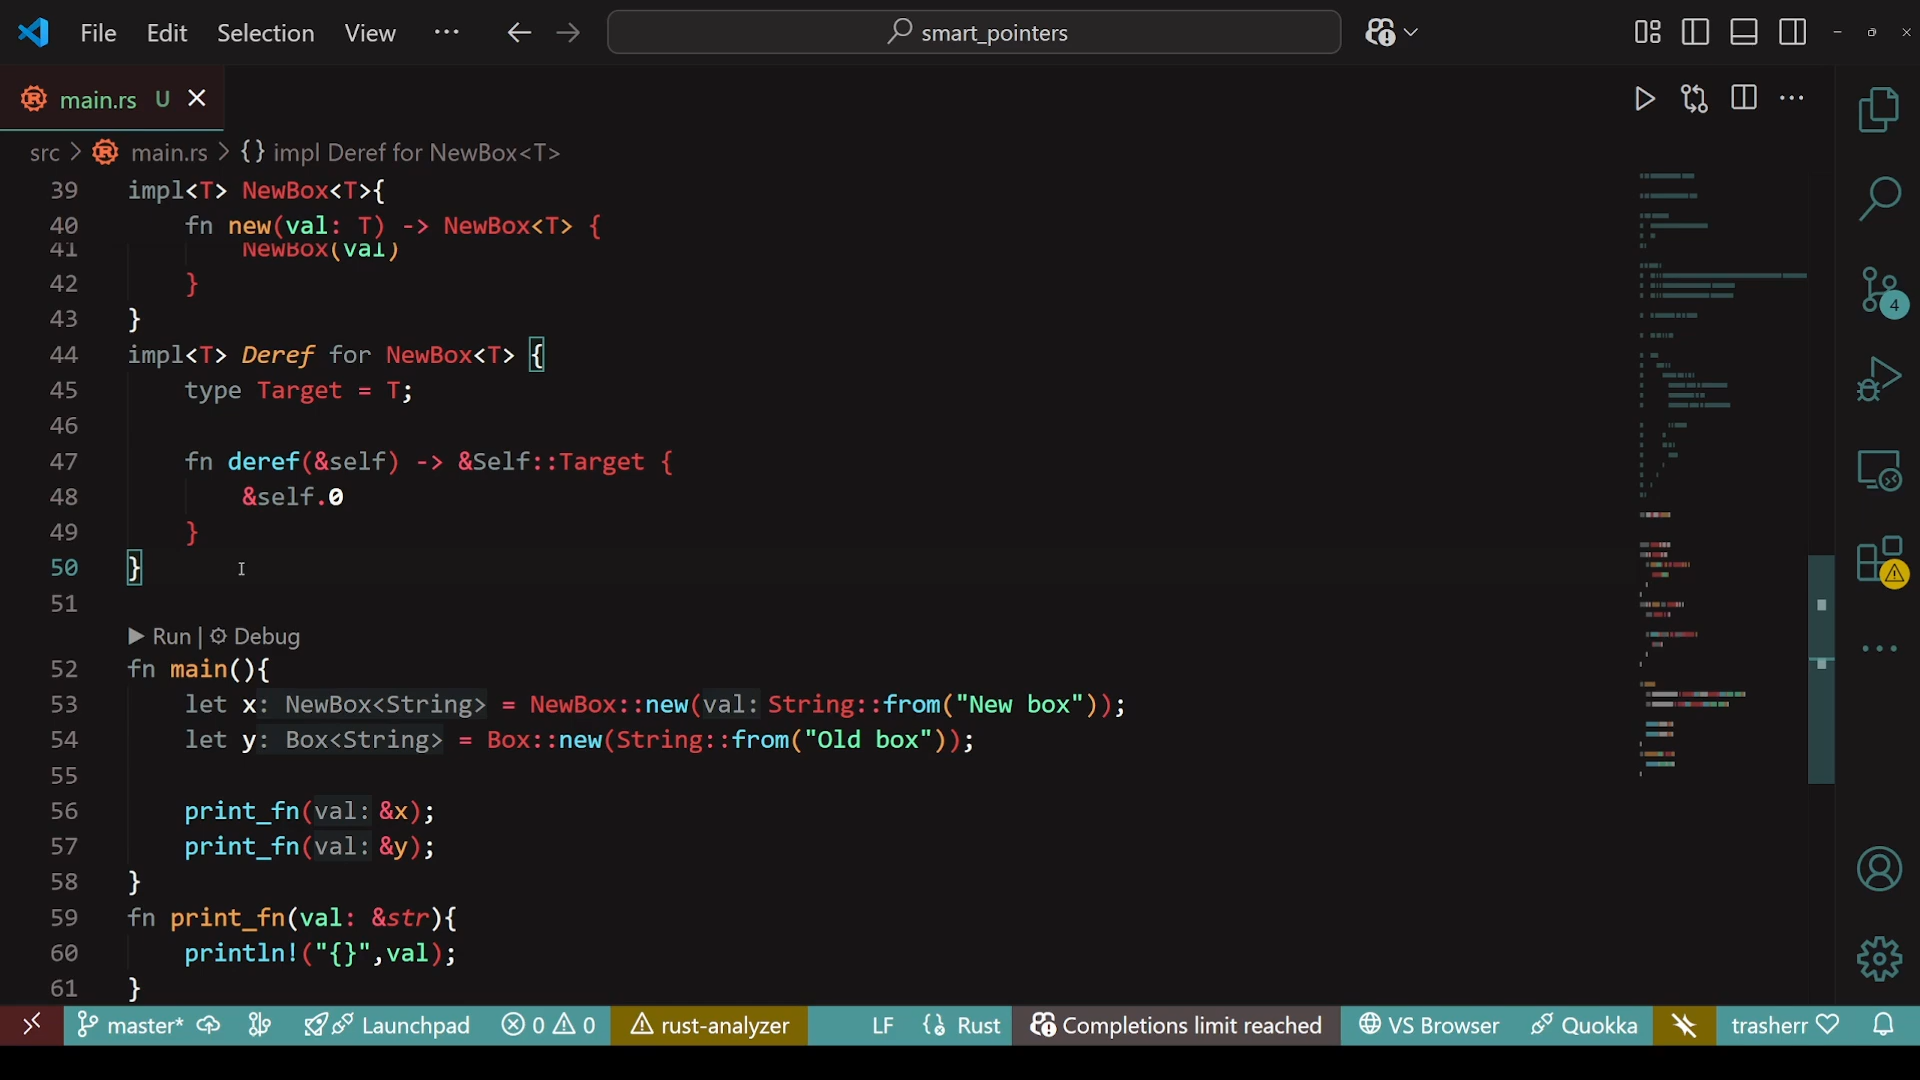 File Edit Selection View ··· ← → smart_pointers
main.rs U ×
src > main.rs > {} impl Deref for NewBox<T>
39 impl<T> NewBox<T>{
40 fn new(val: T) -> NewBox<T> {
41 NewBox(val)
42 }
43 }
44 impl<T> Deref for NewBox<T> {
45 type Target = T;
46
47 fn deref(&self) -> &Self::Target {
48 &self.0
49 }
50 }
51
▶ Run | ⚙ Debug
52 fn main(){
53 let x: NewBox<String> = NewBox::new(val: String::from("New box"));
54 let y: Box<String> = Box::new(String::from("Old box"));
55
56 print_fn(val: &x);
57 print_fn(val: &y);
58 }
59 fn print_fn(val: &str){
60 println!("{}",val);
61 }
4
master* Launchpad 0 0 rust-analyzer LF {} Rust Completions limit reached VS Browser Quokka trasherr